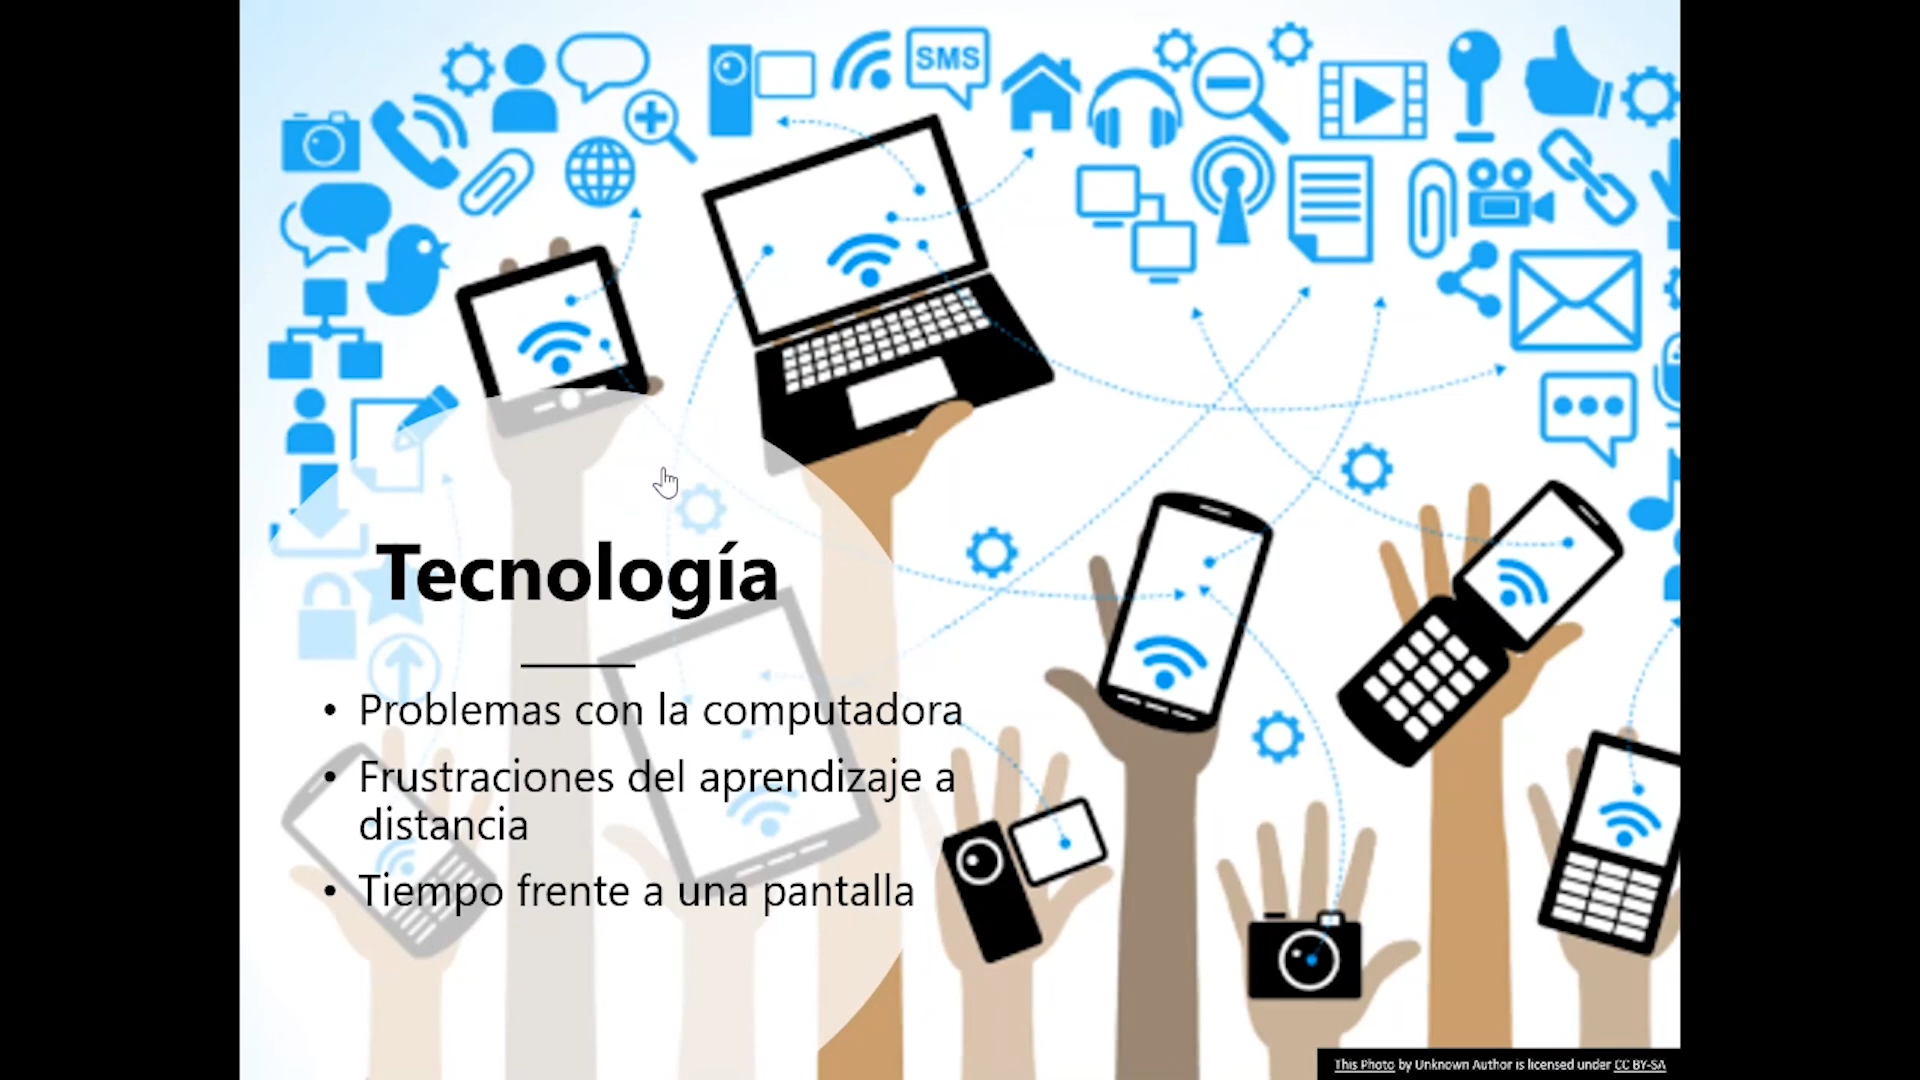 SMS
Tecnología
• Problemas con la computadora
• Frustraciones del aprendizaje a
distancia
• Tiempo frente a una pantalla
This Photo by Unknown Author is licensed under CC BY-SA